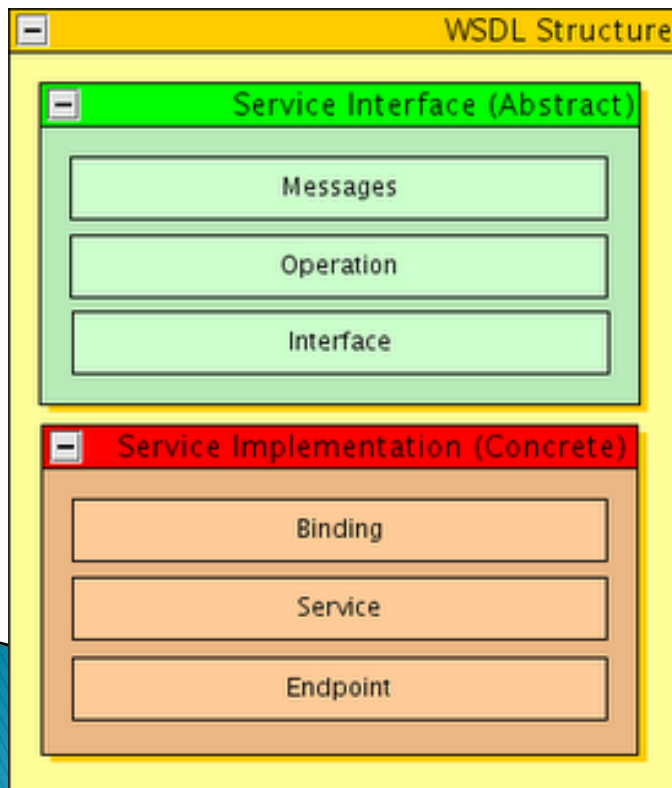 WSDL Structure
Service Interface (Abstract)
Messages
Operation
Interface
Service Implementation (Concrete)
Binding
Service
Endpoint